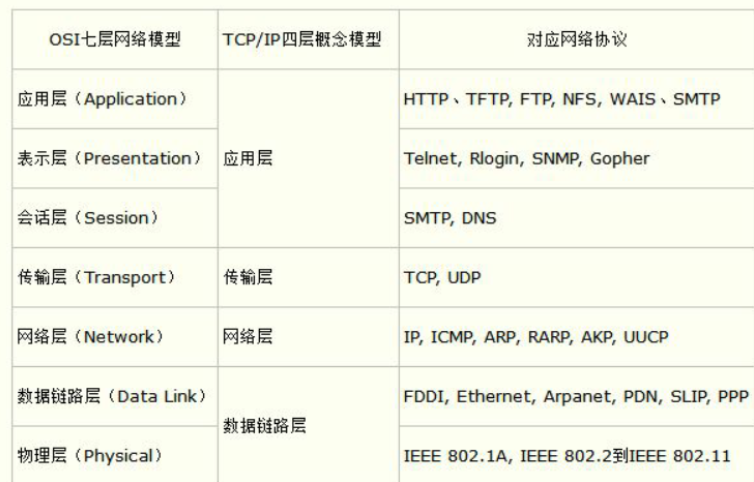 OSI七层网络模型 TCP/IP四层概念模型 对应网络协议
应用层（Application） HTTP、TFTP, FTP, NFS, WAIS、SMTP
表示层（Presentation） 应用层 Telnet, Rlogin, SNMP, Gopher
会话层（Session） SMTP, DNS
传输层（Transport） 传输层 TCP, UDP
网络层（Network） 网络层 IP, ICMP, ARP, RARP, AKP, UUCP
数据链路层（Data Link） FDDI, Ethernet, Arpanet, PDN, SLIP, PPP
数据链路层
物理层（Physical） IEEE 802.1A, IEEE 802.2到IEEE 802.11